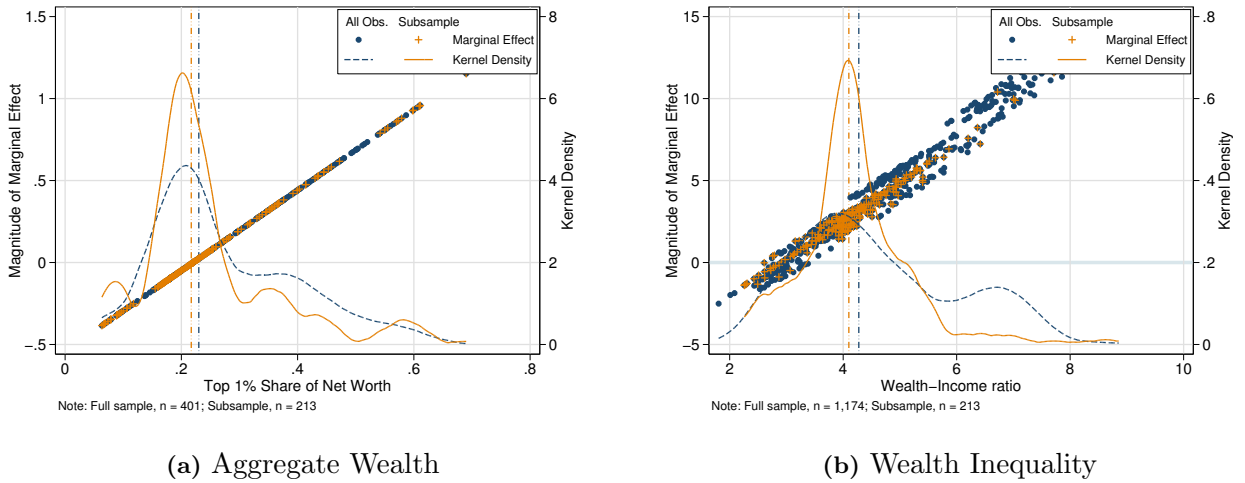 All Obs. Subsample
Marginal Effect
Kernel Density
Magnitude of Marginal Effect
1.5
1
.5
0
−.5
8
6
4
2
0
Kernel Density
0 .2 .4 .6 .8
Top 1% Share of Net Worth
Note: Full sample, n = 401; Subsample, n = 213
(a) Aggregate Wealth
All Obs. Subsample
Marginal Effect
Kernel Density
Magnitude of Marginal Effect
15
10
5
0
−5
.8
.6
.4
.2
0
Kernel Density
2 4 6 8 10
Wealth−Income ratio
Note: Full sample, n = 1,174; Subsample, n = 213
(b) Wealth Inequality